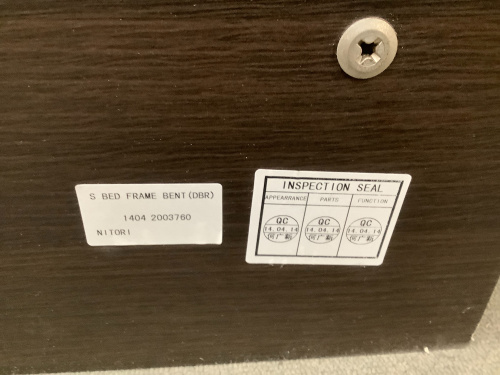 S BED FRAME BENT(DBR)
1404 2003760
NITORI
INSPECTION SEAL
APPEARRANCE PARTS FUNCTION
QC QC QC
14.04.14 14.04.14 14.04.14